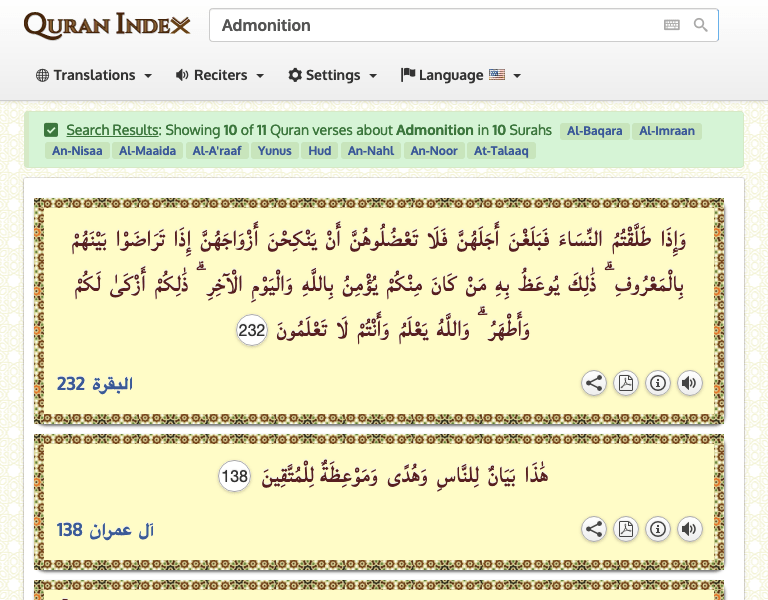 QURAN INDEX
Admonition
Translations Reciters Settings Language
Search Results: Showing 10 of 11 Quran verses about Admonition in 10 Surahs Al-Baqara Al-Imraan
An-Nisaa Al-Maaida Al-A'raaf Yunus Hud An-Nahl An-Noor At-Talaaq
وَإِذَا طَلَّقْتُمُ النِّسَاءَ فَبَلَغْنَ أَجَلَهُنَّ فَلَا تَعْضُلُوهُنَّ أَنْ يَنْكِحْنَ أَزْوَاجَهُنَّ إِذَا تَرَاضَوْا بَيْنَهُمْ
بِالْمَعْرُوفِ ۗ ذَٰلِكَ يُوعَظُ بِهِ مَنْ كَانَ مِنْكُمْ يُؤْمِنُ بِاللَّهِ وَالْيَوْمِ الْآخِرِ ۗ ذَٰلِكُمْ أَزْكَىٰ لَكُمْ
وَأَطْهَرُ ۗ وَاللَّهُ يَعْلَمُ وَأَنْتُمْ لَا تَعْلَمُونَ 232
البقرة 232
هَٰذَا بَيَانٌ لِلنَّاسِ وَهُدًى وَمَوْعِظَةٌ لِلْمُتَّقِينَ 138
آل عمران 138